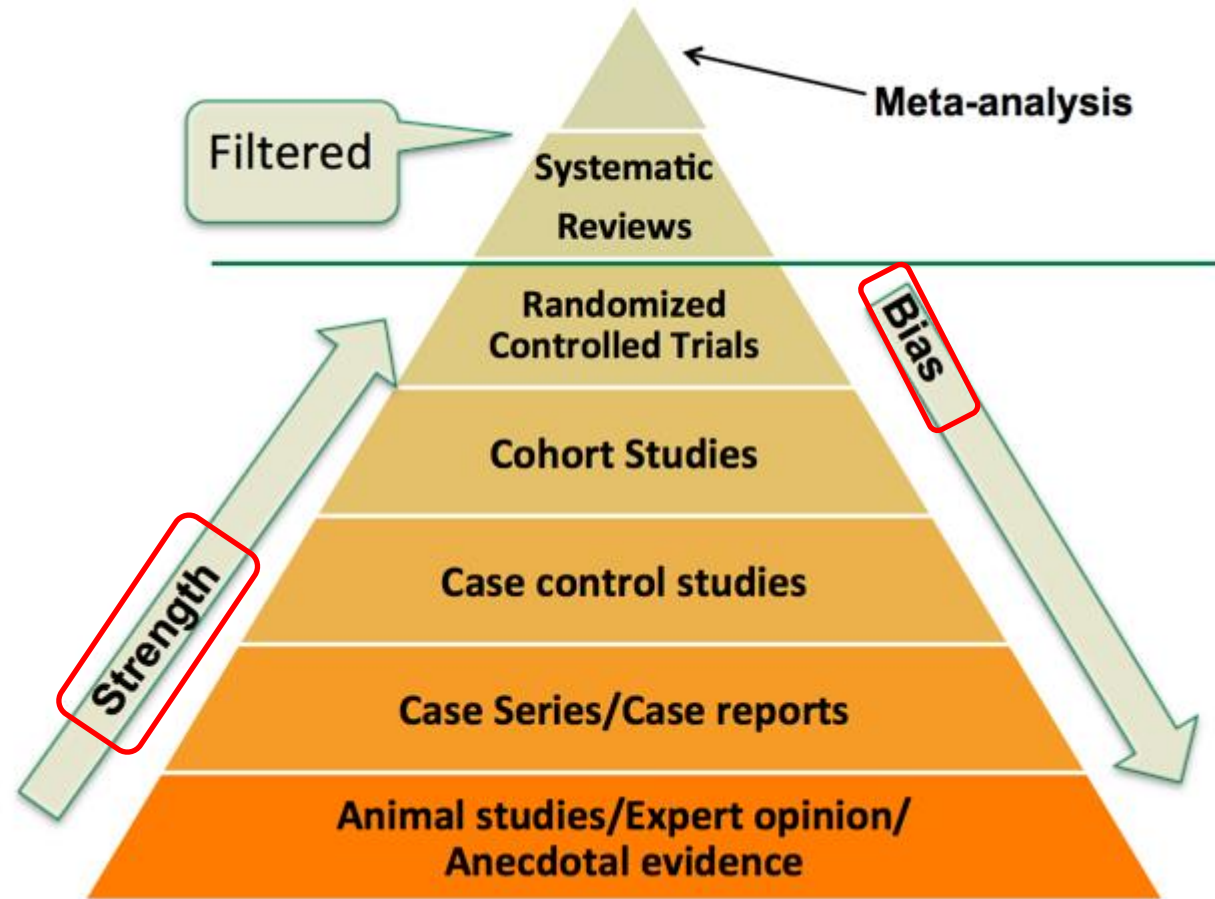 Meta-analysis
Filtered
Systematic
Reviews
Randomized
Controlled Trials
Bias
Cohort Studies
Strength
Case control studies
Case Series/Case reports
Animal studies/Expert opinion/
Anecdotal evidence